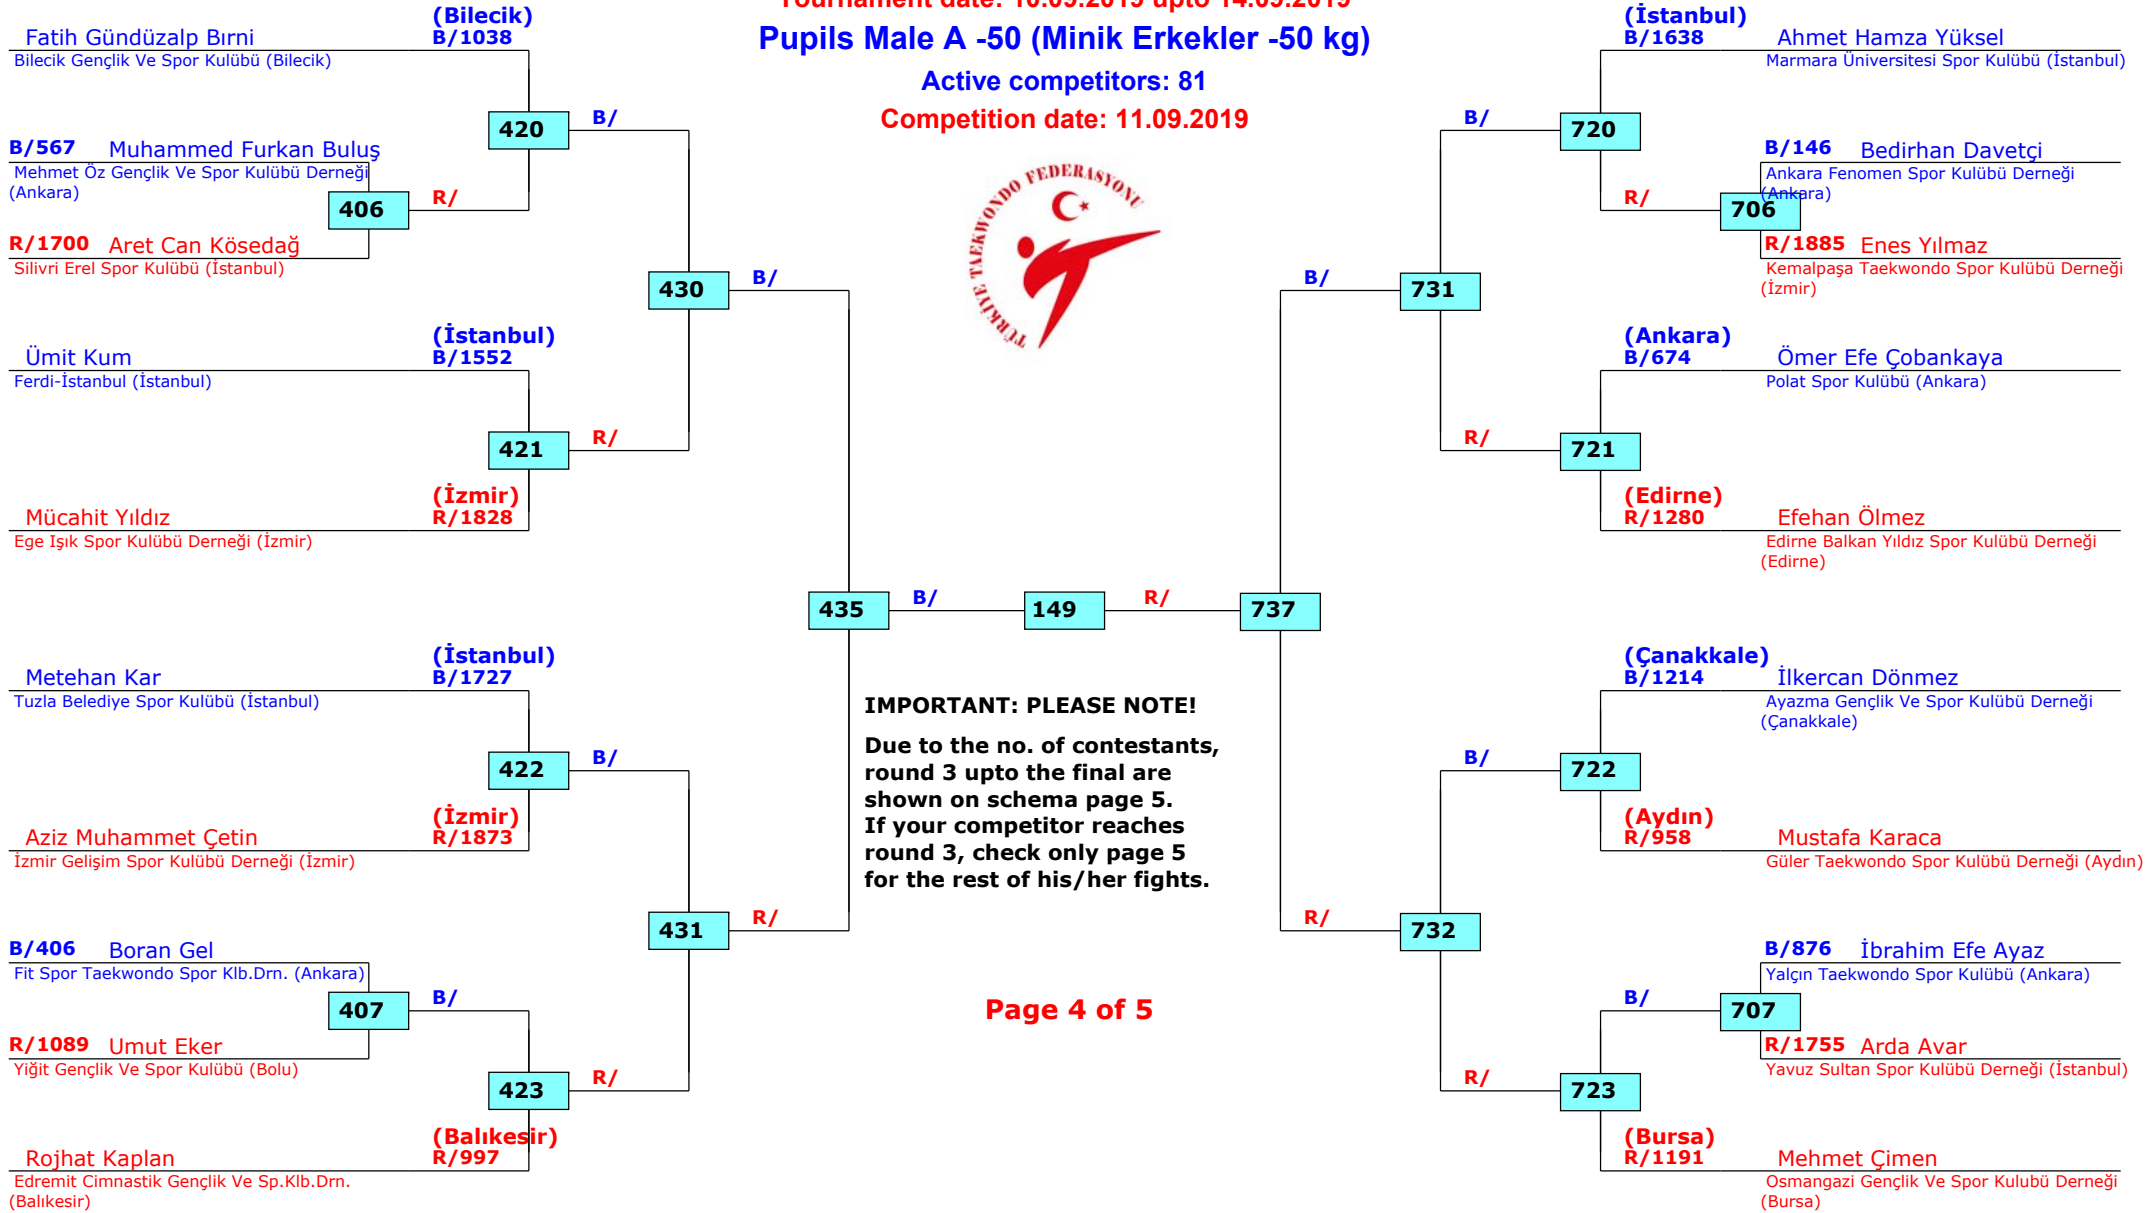 Tournament date: 10.09.2019 upto 14.09.2019
Pupils Male A -50 (Minik Erkekler -50 kg)
Active competitors: 81
Competition date: 11.09.2019
TÜRKİYE TAEKWONDO FEDERASYONU
(Bilecik)
Fatih Gündüzalp Bırni B/1038
Bilecik Gençlik Ve Spor Kulübü (Bilecik)
420 B/
B/567 Muhammed Furkan Buluş
Mehmet Öz Gençlik Ve Spor Kulübü Derneği
(Ankara)
406 R/
R/1700 Aret Can Kösedağ
Silivri Erel Spor Kulübü (İstanbul)
430 B/
(İstanbul)
Ümit Kum B/1552
Ferdi-İstanbul (İstanbul)
421 R/
(İzmir)
Mücahit Yıldız R/1828
Ege Işık Spor Kulübü Derneği (İzmir)
435 B/ 149 R/ 737
(İstanbul)
Metehan Kar B/1727
Tuzla Belediye Spor Kulübü (İstanbul)
422 B/
(İzmir)
Aziz Muhammet Çetin R/1873
İzmir Gelişim Spor Kulübü Derneği (İzmir)
431 R/
B/406 Boran Gel
Fit Spor Taekwondo Spor Klb.Drn. (Ankara)
407 B/
R/1089 Umut Eker
Yiğit Gençlik Ve Spor Kulübü (Bolu)
423 R/
(Balıkesir)
Rojhat Kaplan R/997
Edremit Cimnastik Gençlik Ve Sp.Klb.Drn.
(Balıkesir)
IMPORTANT: PLEASE NOTE!
Due to the no. of contestants,
round 3 upto the final are
shown on schema page 5.
If your competitor reaches
round 3, check only page 5
for the rest of his/her fights.
Page 4 of 5
(İstanbul)
B/1638 Ahmet Hamza Yüksel
Marmara Üniversitesi Spor Kulübü (İstanbul)
B/ 720
B/146 Bedirhan Davetçi
Ankara Fenomen Spor Kulübü Derneği
(Ankara)
R/ 706
R/1885 Enes Yılmaz
Kemalpaşa Taekwondo Spor Kulübü Derneği
(İzmir)
B/ 731
(Ankara)
B/674 Ömer Efe Çobankaya
Polat Spor Kulübü (Ankara)
R/ 721
(Edirne)
R/1280 Efehan Ölmez
Edirne Balkan Yıldız Spor Kulübü Derneği
(Edirne)
(Çanakkale)
B/1214 İlkercan Dönmez
Ayazma Gençlik Ve Spor Kulübü Derneği
(Çanakkale)
B/ 722
(Aydın)
R/958 Mustafa Karaca
Güler Taekwondo Spor Kulübü Derneği (Aydın)
R/ 732
B/876 İbrahim Efe Ayaz
Yalçın Taekwondo Spor Kulübü (Ankara)
B/ 707
R/1755 Arda Avar
Yavuz Sultan Spor Kulübü Derneği (İstanbul)
R/ 723
(Bursa)
R/1191 Mehmet Çimen
Osmangazi Gençlik Ve Spor Kulubü Derneği
(Bursa)